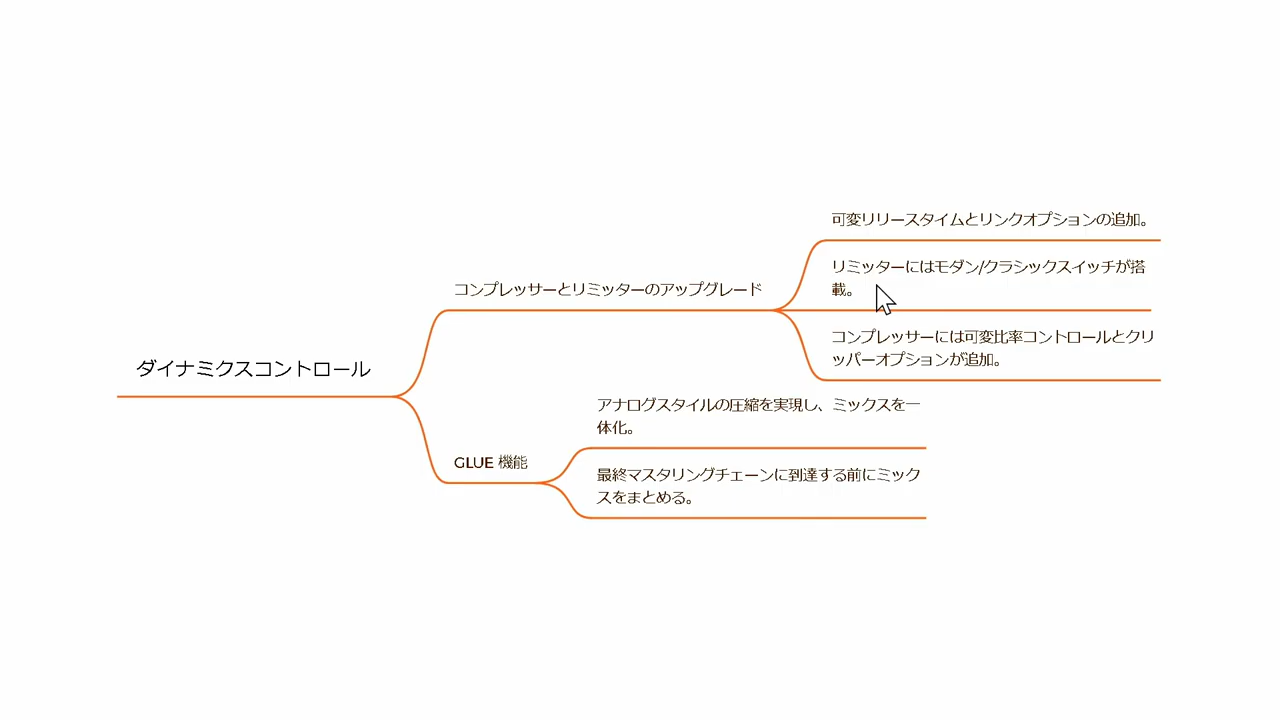 ダイナミクスコントロール
コンプレッサーとリミッターのアップグレード
可変リリースタイムとリンクオプションの追加。
リミッターにはモダン/クラシックスイッチが搭
載。
コンプレッサーには可変比率コントロールとクリ
ッパーオプションが追加。
GLUE 機能
アナログスタイルの圧縮を実現し、ミックスを一
体化。
最終マスタリングチェーンに到達する前にミック
スをまとめる。